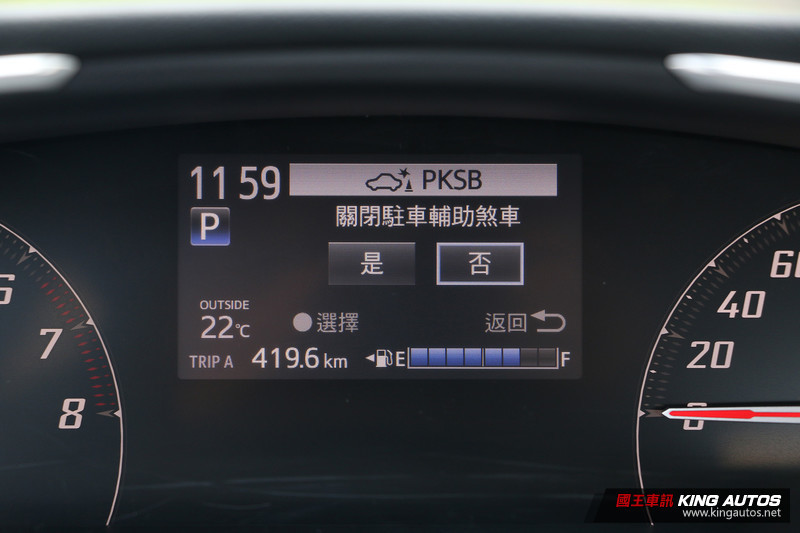 11 59
PKSB
P
關閉駐車輔助煞車
是 否
OUTSIDE
22°C
選擇 返回
TRIP A 419.6 km E F
6
7
8
60
40
20
0
國王車訊 KING AUTOS
www.kingautos.net